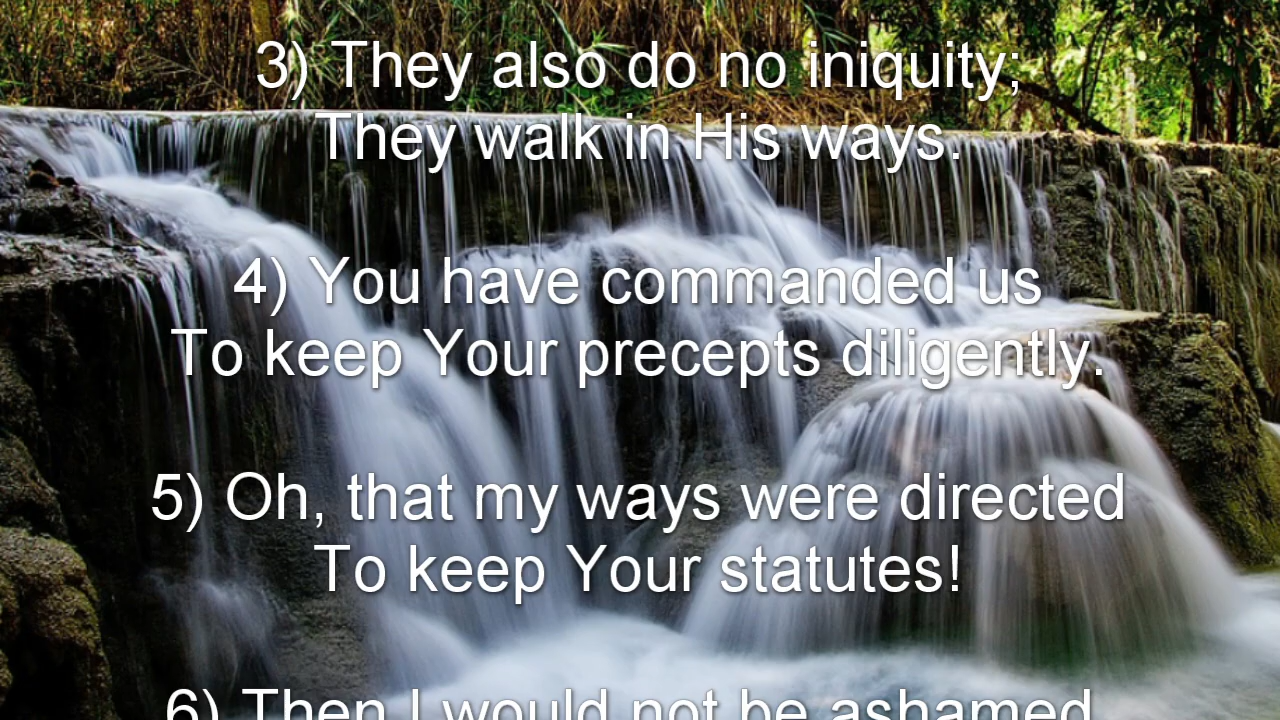 3) They also do no iniquity;
They walk in His ways.
4) You have commanded us
To keep Your precepts diligently.
5) Oh, that my ways were directed
To keep Your statutes!
6) Then I would not be ashamed,